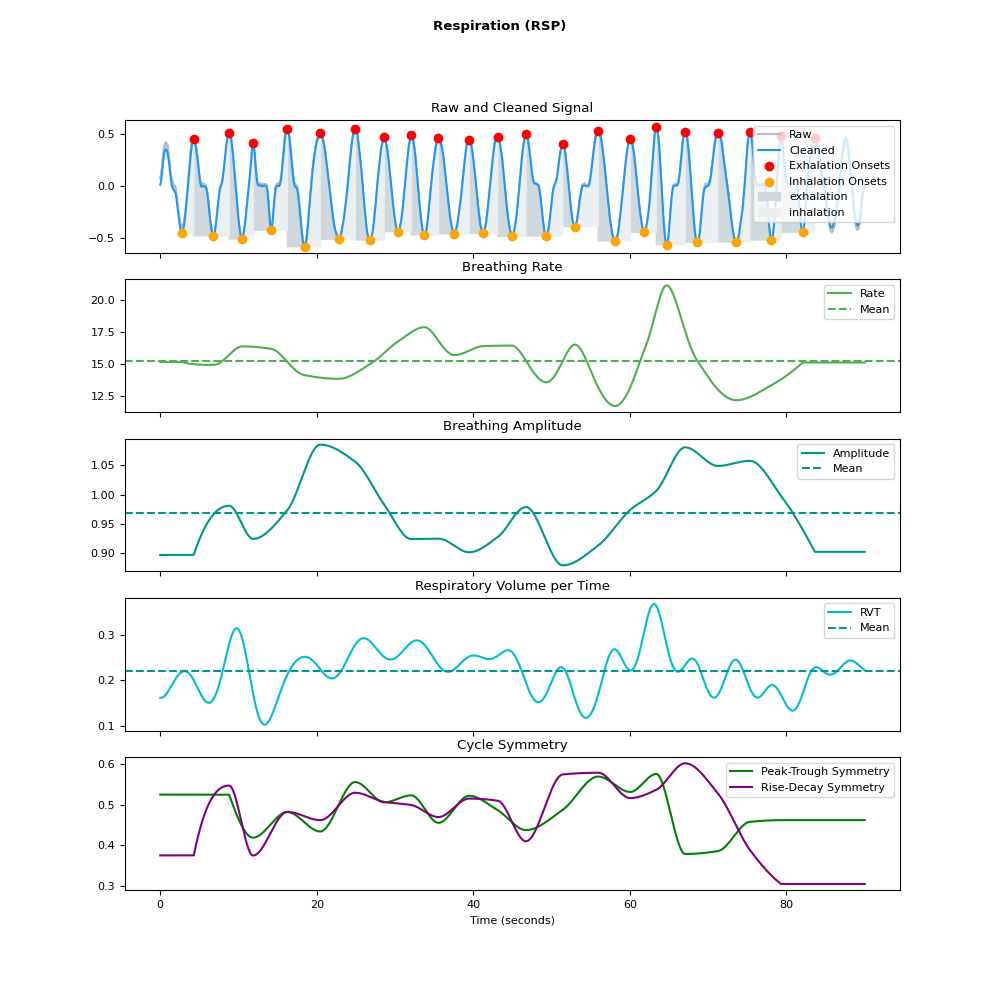 Respiration (RSP)
Raw and Cleaned Signal
0.5
0.0
−0.5
Raw
Cleaned
Exhalation Onsets
Inhalation Onsets
exhalation
inhalation
Breathing Rate
20.0
17.5
15.0
12.5
Rate
Mean
Breathing Amplitude
1.05
1.00
0.95
0.90
Amplitude
Mean
Respiratory Volume per Time
0.3
0.2
0.1
RVT
Mean
Cycle Symmetry
0.6
0.5
0.4
0.3
Peak-Trough Symmetry
Rise-Decay Symmetry
0 20 40 60 80
Time (seconds)